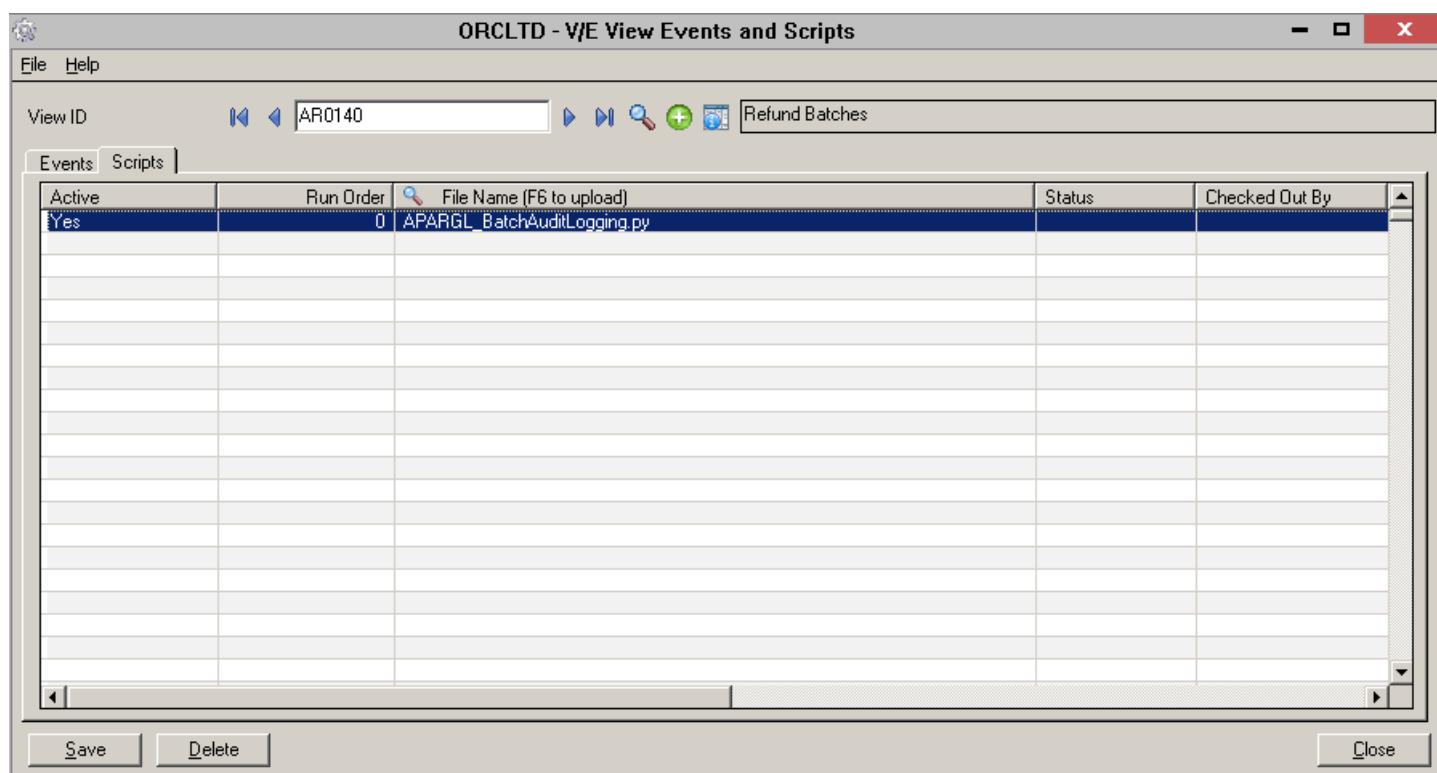 ORCLTD - V/E View Events and Scripts
File Help
View ID AR0140 Refund Batches
Events Scripts
Active Run Order File Name (F6 to upload) Status Checked Out By
Yes 0 APARGL_BatchAuditLogging.py
Save Delete Close